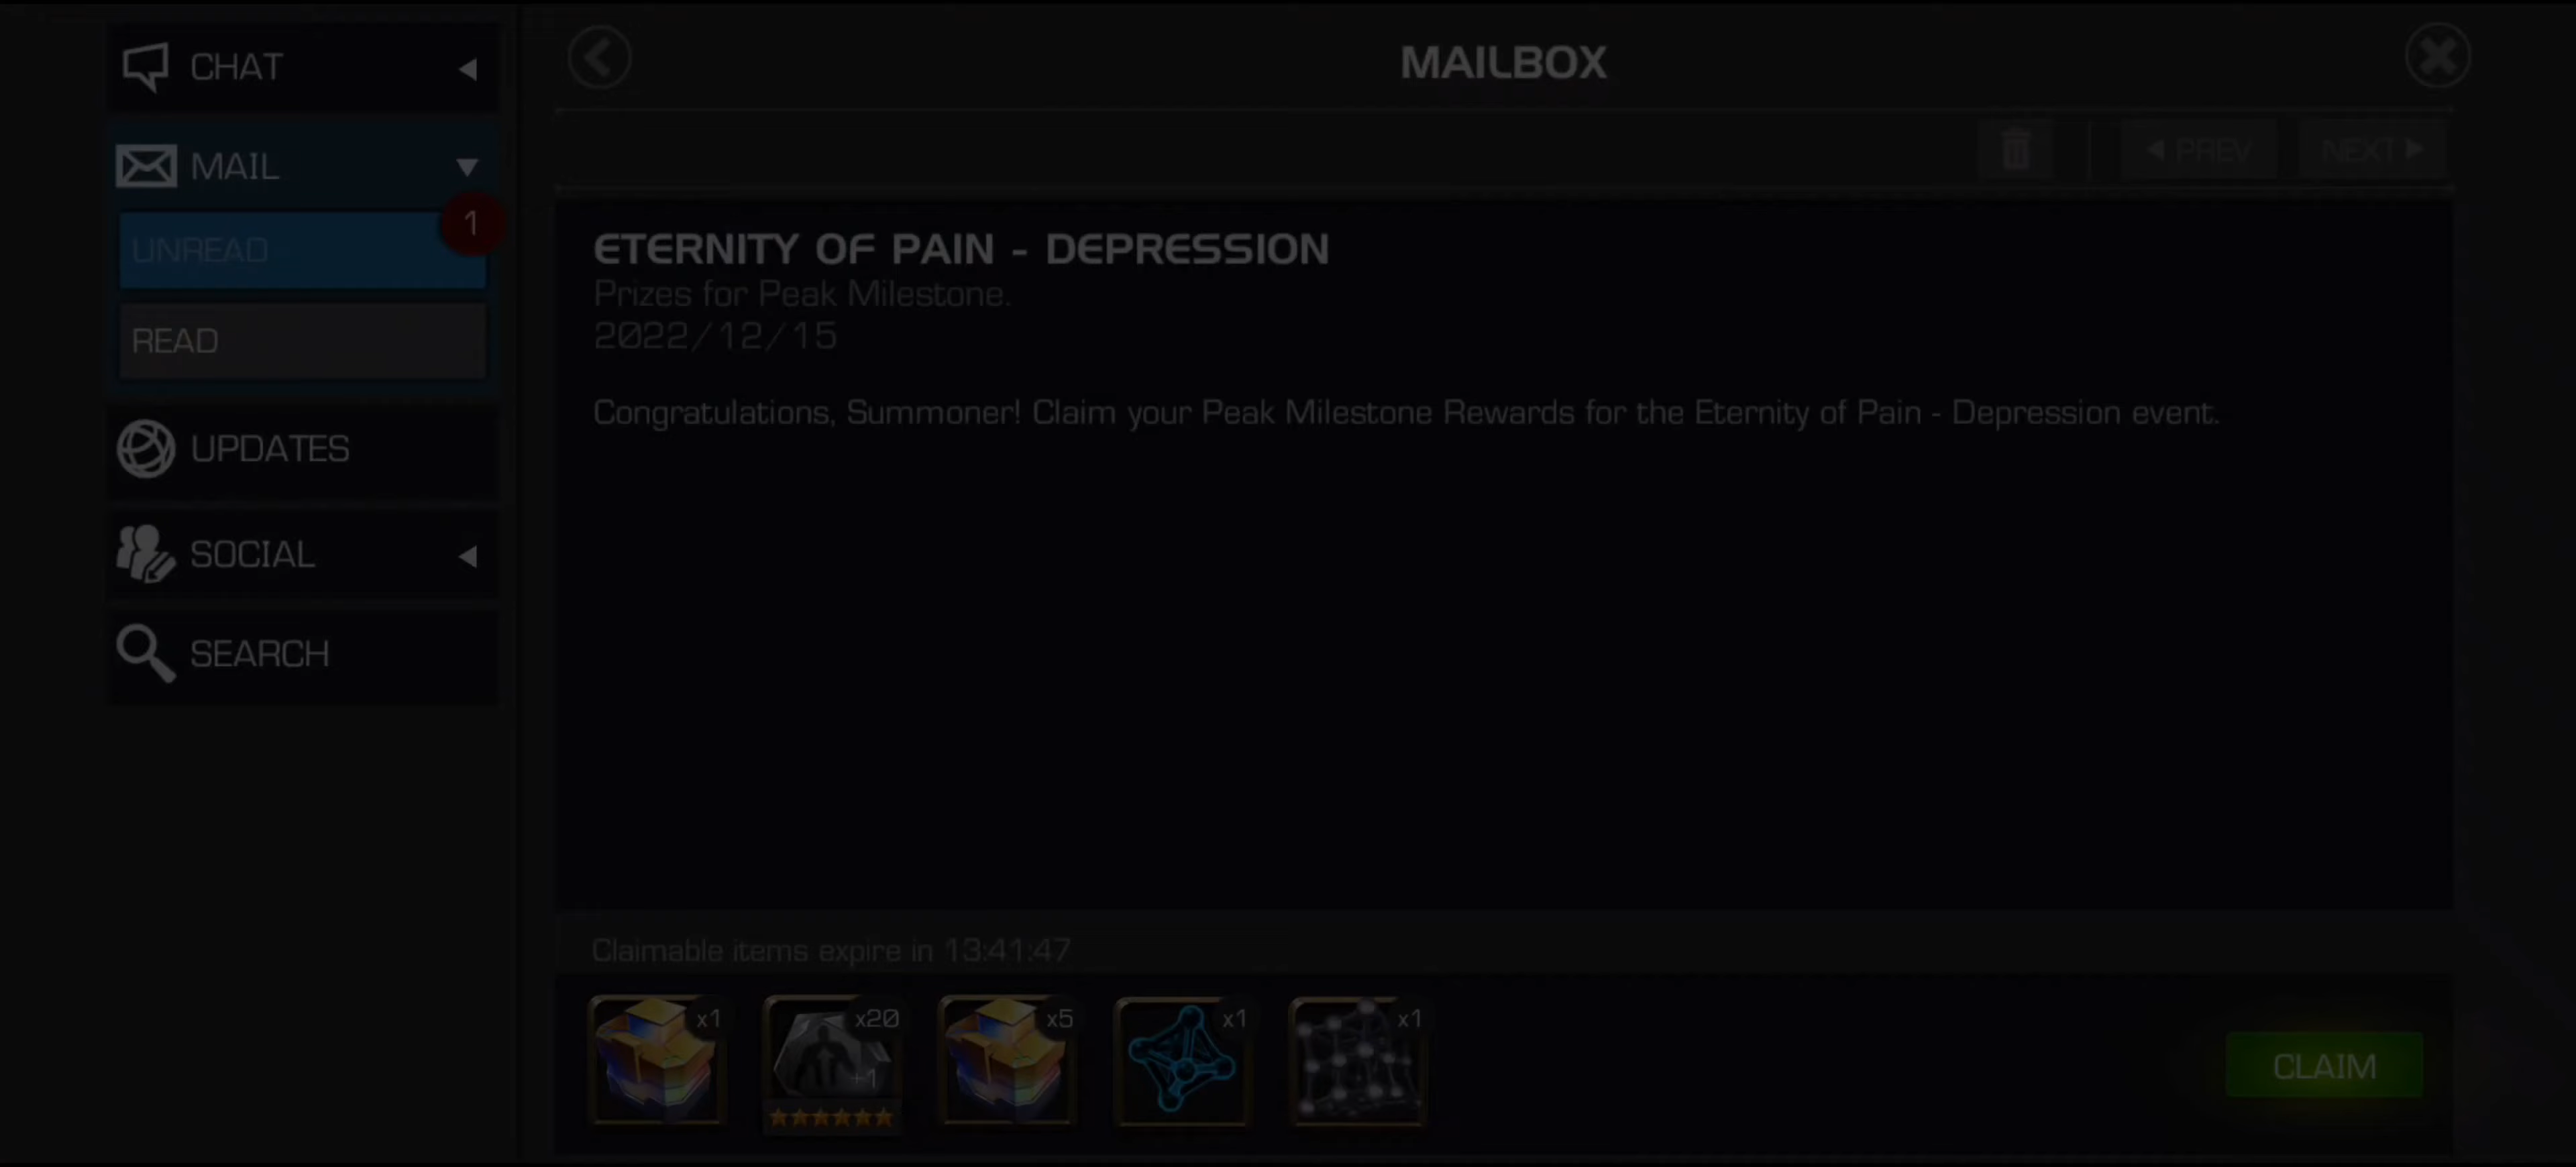 CHAT
MAIL
1
UNREAD
READ
UPDATES
SOCIAL
SEARCH
MAILBOX
PREV
NEXT
ETERNITY OF PAIN - DEPRESSION
Prizes for Peak Milestone.
2022/12/15
Congratulations, Summoner! Claim your Peak Milestone Rewards for the Eternity of Pain - Depression event.
Claimable items expire in 13:41:47
x1
x20
+1
x5
x1
x1
CLAIM